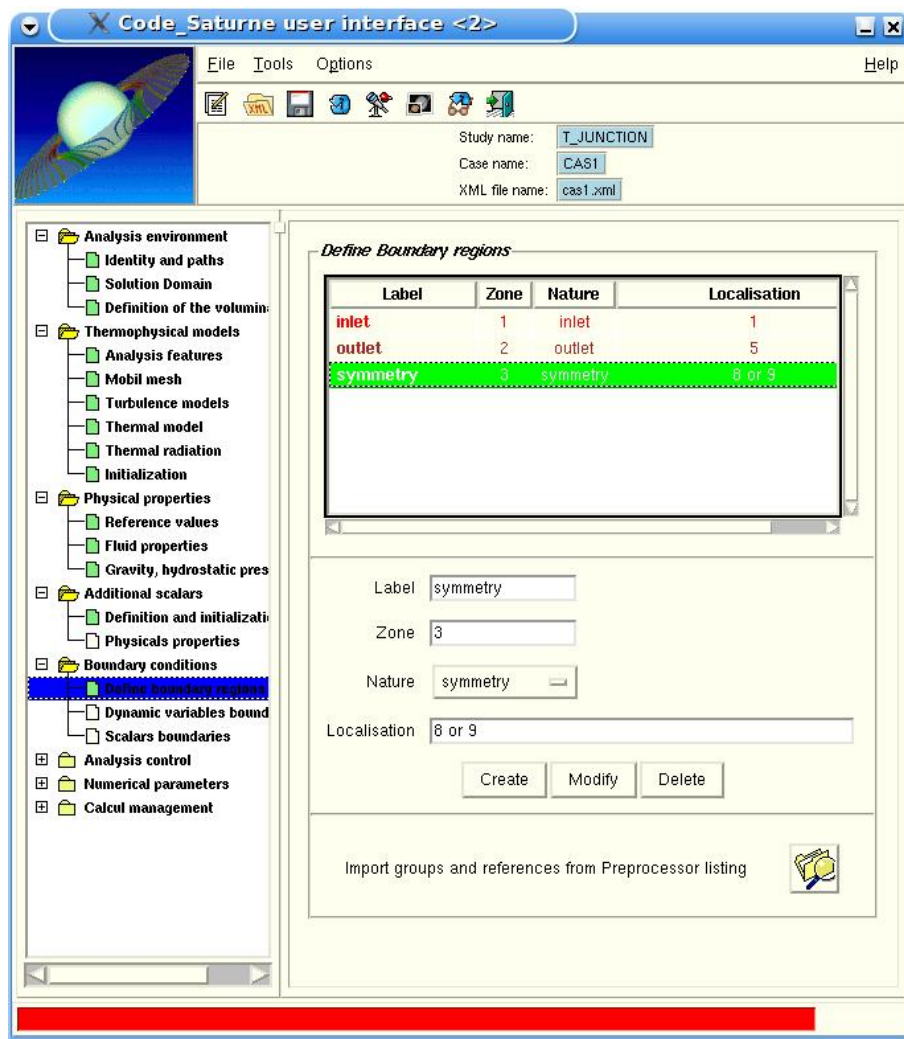 Code_Saturne user interface <2>
File Tools Options Help
Study name: T_JUNCTION
Case name: CAS1
XML file name: cas1.xml
Analysis environment
Identity and paths
Solution Domain
Definition of the volumin
Thermophysical models
Analysis features
Mobil mesh
Turbulence models
Thermal model
Thermal radiation
Initialization
Physical properties
Reference values
Fluid properties
Gravity, hydrostatic pres
Additional scalars
Definition and initializati
Physicals properties
Boundary conditions
Define boundary regions
Dynamic variables bound
Scalars boundaries
Analysis control
Numerical parameters
Calcul management
Define Boundary regions
Label Zone Nature Localisation
inlet 1 inlet 1
outlet 2 outlet 5
symmetry 3 symmetry 8 or 9
Label symmetry
Zone 3
Nature symmetry
Localisation 8 or 9
Create Modify Delete
Import groups and references from Preprocessor listing